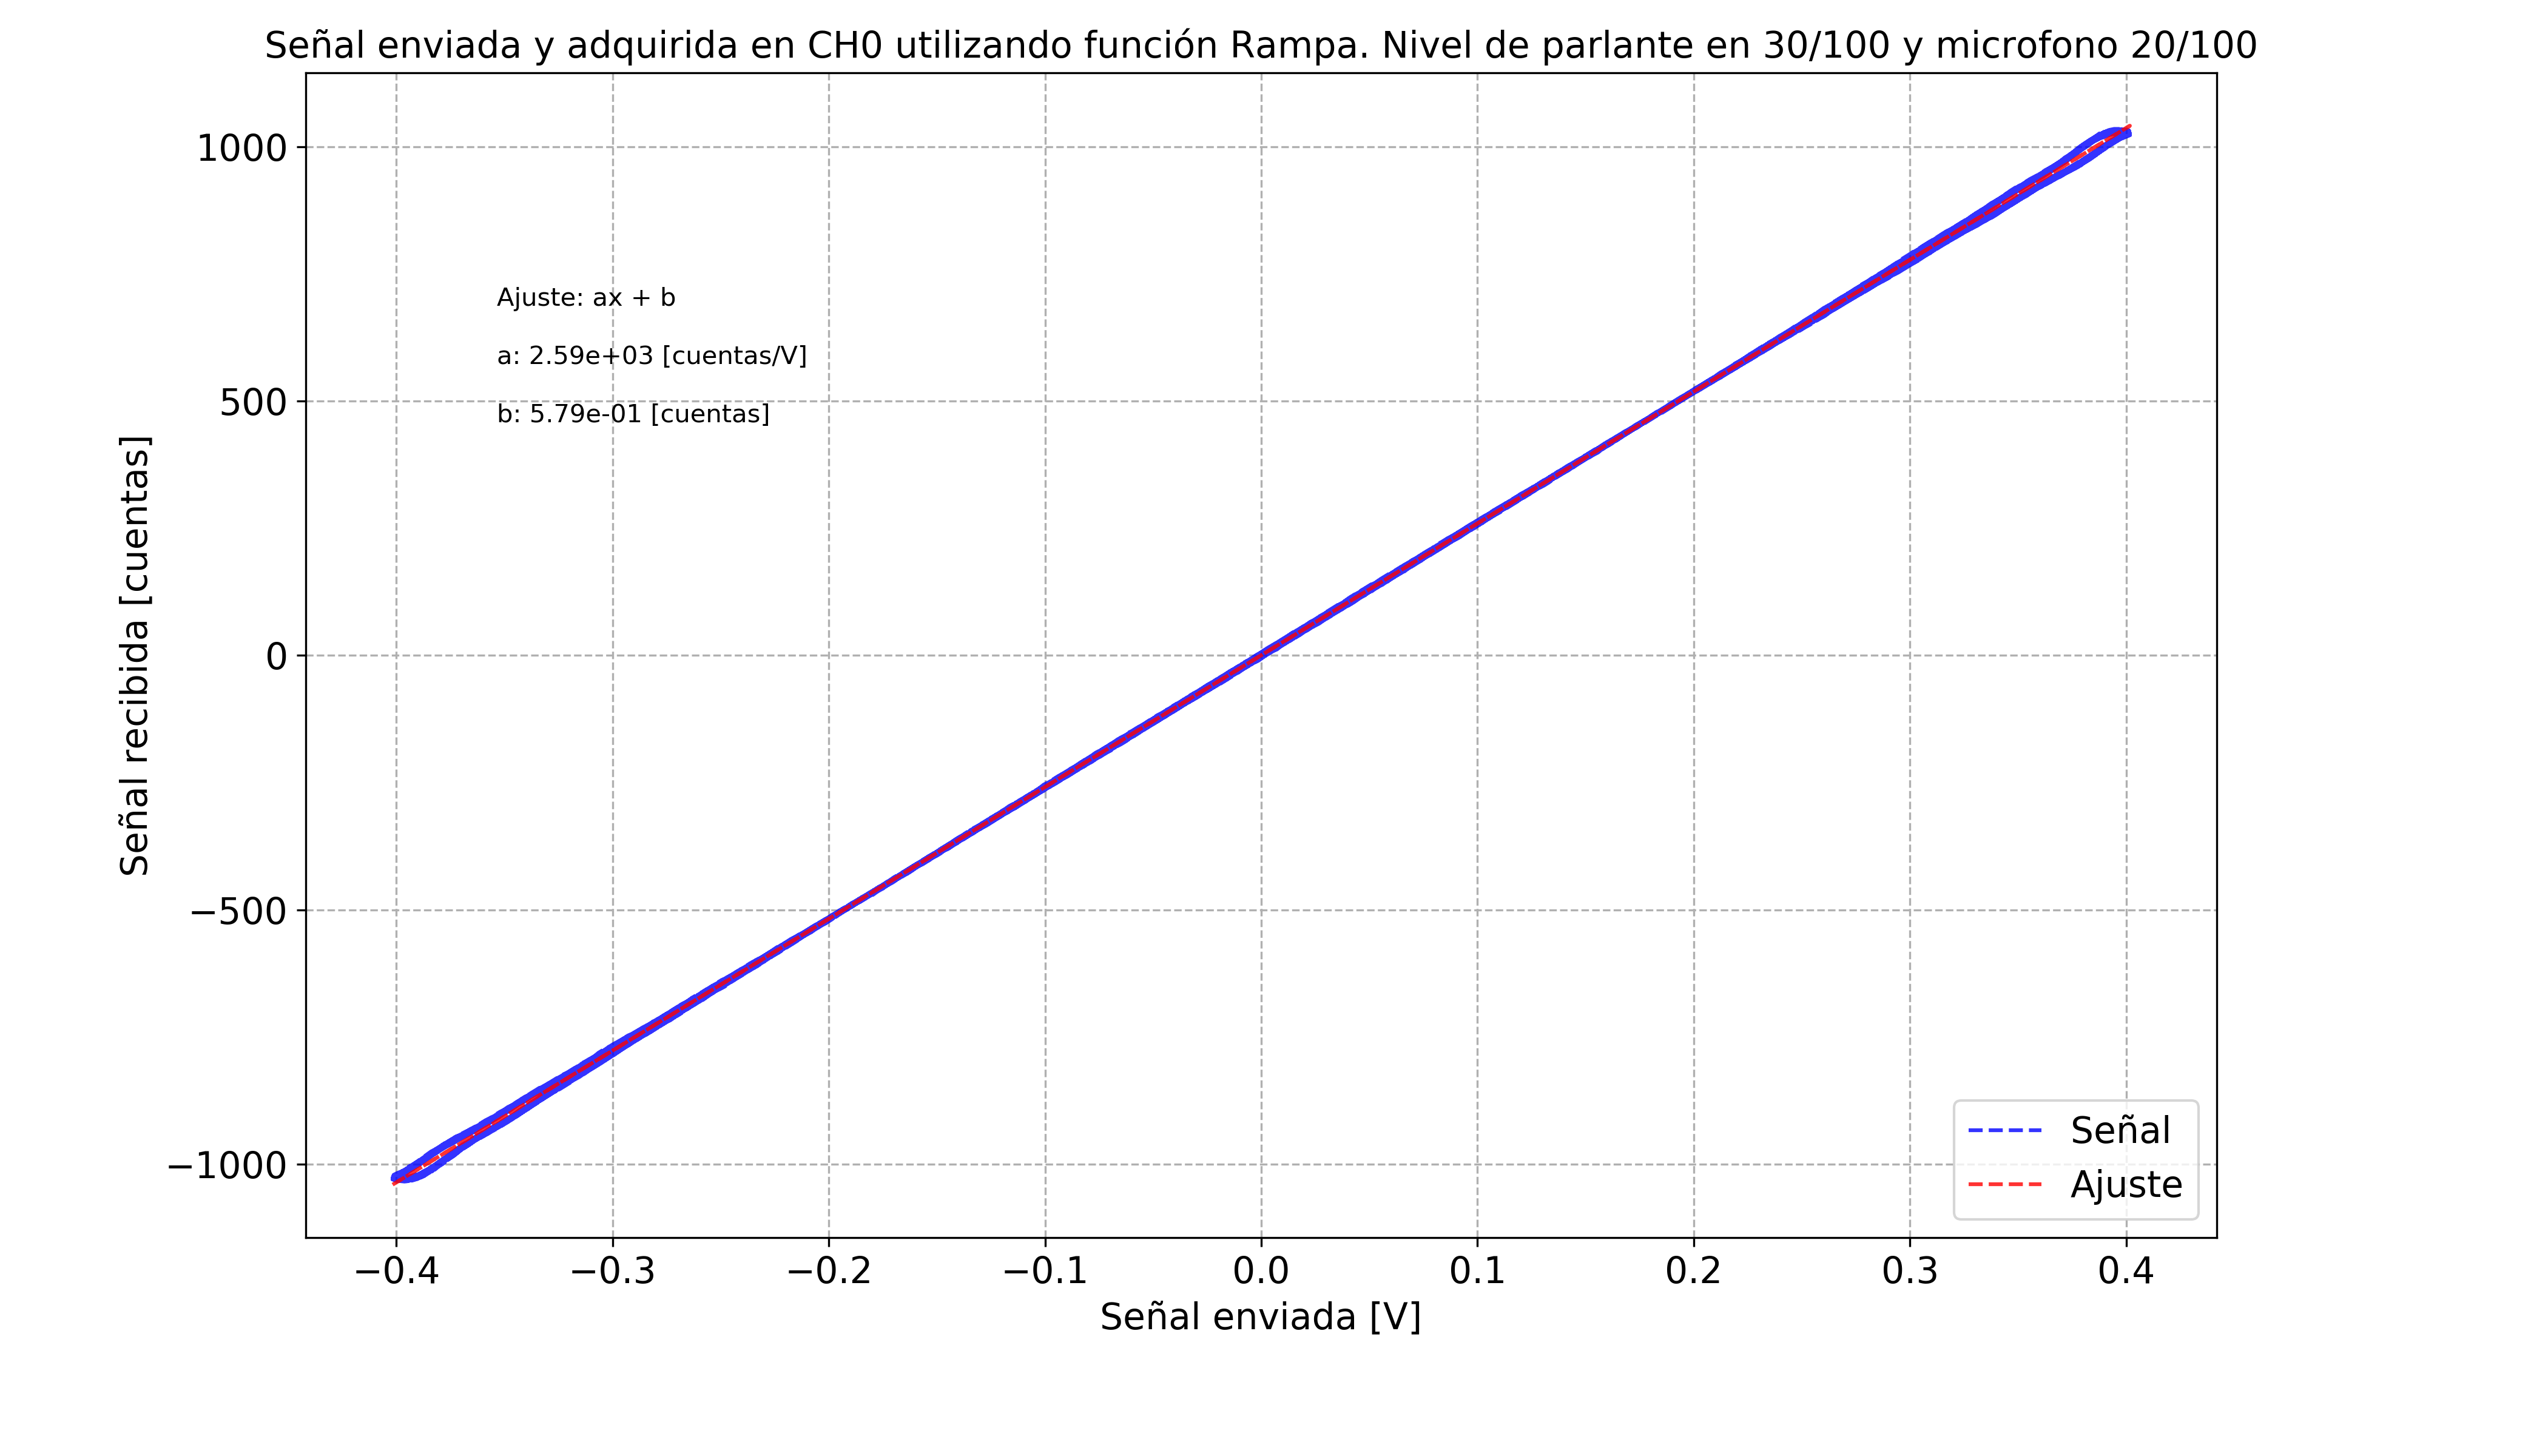 Señal enviada y adquirida en CH0 utilizando función Rampa. Nivel de parlante en 30/100 y microfono 20/100
Señal recibida [cuentas]
1000
500
0
−500
−1000
Ajuste: ax + b
a: 2.59e+03 [cuentas/V]
b: 5.79e-01 [cuentas]
Señal
Ajuste
−0.4
−0.3
−0.2
−0.1
0.0
0.1
0.2
0.3
0.4
Señal enviada [V]